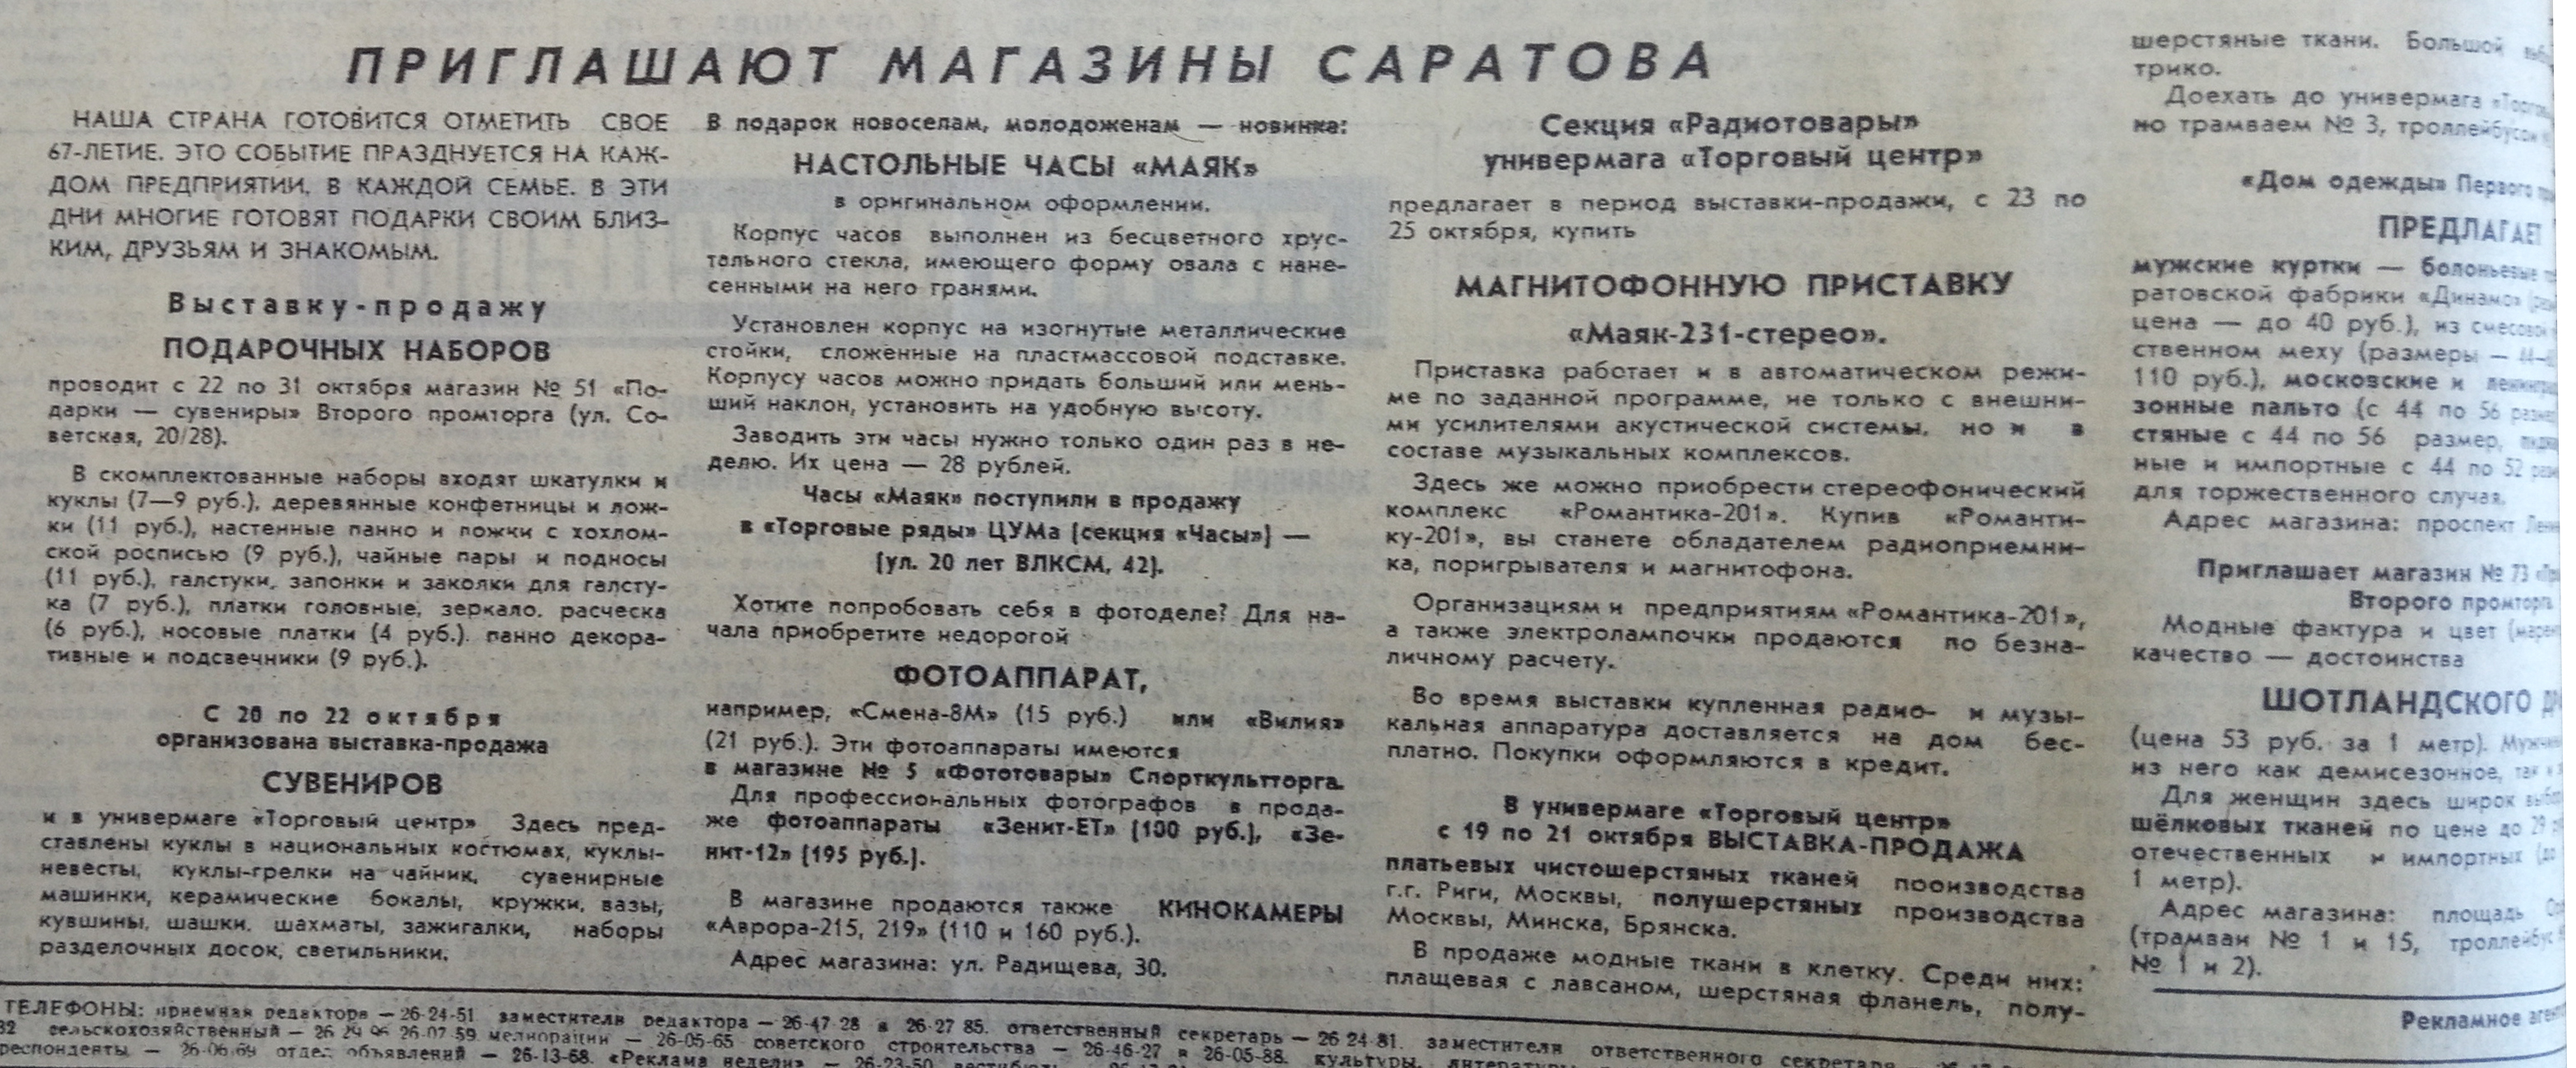 ПРИГЛАШАЮТ МАГАЗИНЫ САРАТОВА
НАША СТРАНА ГОТОВИТСЯ ОТМЕТИТЬ СВОЕ
67-ЛЕТИЕ. ЭТО СОБЫТИЕ ПРАЗДНУЕТСЯ НА КАЖ-
ДОМ ПРЕДПРИЯТИИ, В КАЖДОЙ СЕМЬЕ. В ЭТИ
ДНИ МНОГИЕ ГОТОВЯТ ПОДАРКИ СВОИМ БЛИЗ-
КИМ, ДРУЗЬЯМ И ЗНАКОМЫМ.
Выставку-продажу
ПОДАРОЧНЫХ НАБОРОВ
проводит с 22 по 31 октября магазин № 51 «По-
дарки — сувениры» Второго промторга (ул. Со-
ветская, 20/28).
В скомплектованные наборы входят шкатулки и
куклы (7—9 руб.), деревянные конфетницы и лож-
ки (11 руб.), настенные панно и ложки с хохлом-
ской росписью (9 руб.), чайные пары и подносы
(11 руб.), галстуки, запонки и заколки для галсту-
ка (7 руб.), платки головные, зеркало, расческа
(6 руб.), носовые платки (4 руб.), панно декора-
тивные и подсвечники (9 руб.).
С 20 по 22 октября
организована выставка-продажа
СУВЕНИРОВ
и в универмаге «Торговый центр» Здесь пред-
ставлены куклы в национальных костюмах, куклы-
невесты, куклы-грелки на чайник, сувенирные
машинки, керамические бокалы, кружки, вазы,
кувшины, шашки, шахматы, зажигалки, наборы
разделочных досок, светильники.
В подарок новоселам, молодоженам — новинка:
НАСТОЛЬНЫЕ ЧАСЫ «МАЯК»
в оригинальном оформлении.
Корпус часов выполнен из бесцветного хрус-
тального стекла, имеющего форму овала с нане-
сенными на него гранями.
Установлен корпус на изогнутые металлические
стойки, сложенные на пластмассовой подставке.
Корпусу часов можно придать больший или мень-
ший наклон, установить на удобную высоту.
Заводить эти часы нужно только один раз в не-
делю. Их цена — 28 рублей.
Часы «Маяк» поступили в продажу
в «Торговые ряды» ЦУМа (секция «Часы») —
(ул. 20 лет ВЛКСМ, 42).
Хотите попробовать себя в фотоделе? Для на-
чала приобретите недорогой
ФОТОАППАРАТ,
например, «Смена-8М» (15 руб.) или «Вилия»
(21 руб.). Эти фотоаппараты имеются
в магазине № 5 «Фототовары» Спорткультторга.
Для профессиональных фотографов в прода-
же фотоаппараты «Зенит-ЕТ» (100 руб.), «Зе-
нит-12» (195 руб.).
В магазине продаются также КИНОКАМЕРЫ
«Аврора-215, 219» (110 и 160 руб.).
Адрес магазина: ул. Радищева, 30.
Секция «Радиотовары»
универмага «Торговый центр»
предлагает в период выставки-продажи, с 23 по
25 октября, купить
МАГНИТОФОННУЮ ПРИСТАВКУ
«Маяк-231-стерео».
Приставка работает и в автоматическом режи-
ме по заданной программе, не только с внешни-
ми усилителями акустической системы, но и в
составе музыкальных комплексов.
Здесь же можно приобрести стереофонический
комплекс «Романтика-201». Купив «Романти-
ку-201», вы станете обладателем радиоприемни-
ка, поригрывателя и магнитофона.
Организациям и предприятиям «Романтика-201»,
а также электролампочки продаются по безна-
личному расчету.
Во время выставки купленная радио- и музы-
кальная аппаратура доставляется на дом бес-
платно. Покупки оформляются в кредит.
В универмаге «Торговый центр»
с 19 по 21 октября ВЫСТАВКА-ПРОДАЖА
платьевых чистошерстяных тканей производства
г.г. Риги, Москвы, полушерстяных производства
Москвы, Минска, Брянска.
В продаже модные ткани в клетку. Среди них:
плащевая с лавсаном, шерстяная фланель, полу-
шерстяные ткани. Большой
трико.
Доехать до универмага
но трамваем № 3, троллейбусом
«Дом одежды» Первого
ПРЕДЛАГАЕТ
мужские куртки — болоньевые
ратовской фабрики «Динамо»
цена — до 40 руб.), из смесовой
ственном меху (размеры — 44—
110 руб.), московские и
зонные пальто (с 44 по 56
стяные с 44 по 56 размер,
ные и импортные с 44 по 52
для торжественного случая.
Адрес магазина: проспект
Приглашает магазин № 73
Второго промторга
Модные фактура и цвет
качество — достоинства
ШОТЛАНДСКОГО
(цена 53 руб. за 1 метр).
из него как демисезонное, так и
Для женщин здесь широк
шёлковых тканей по цене до 29
отечественных и импортных
1 метр).
Адрес магазина: площадь
(трамваи № 1 и 15, троллейбус
№ 1 и 2).
Рекламное
ТЕЛЕФОНЫ: приемная редактора — 26-24-51, заместители редактора — 26-47-28 и 26-27-85, ответственный секретарь — 26-24-81, заместители ответственного секретаря
сельскохозяйственный — 26-29-96, 26-07-59, мелиорации — 26-05-65, советского строительства — 26-46-27 и 26-05-88, культуры,
респонденты — 26-06-69, отдел объявлений — 26-13-68, «Реклама недели» — 26-23-50,